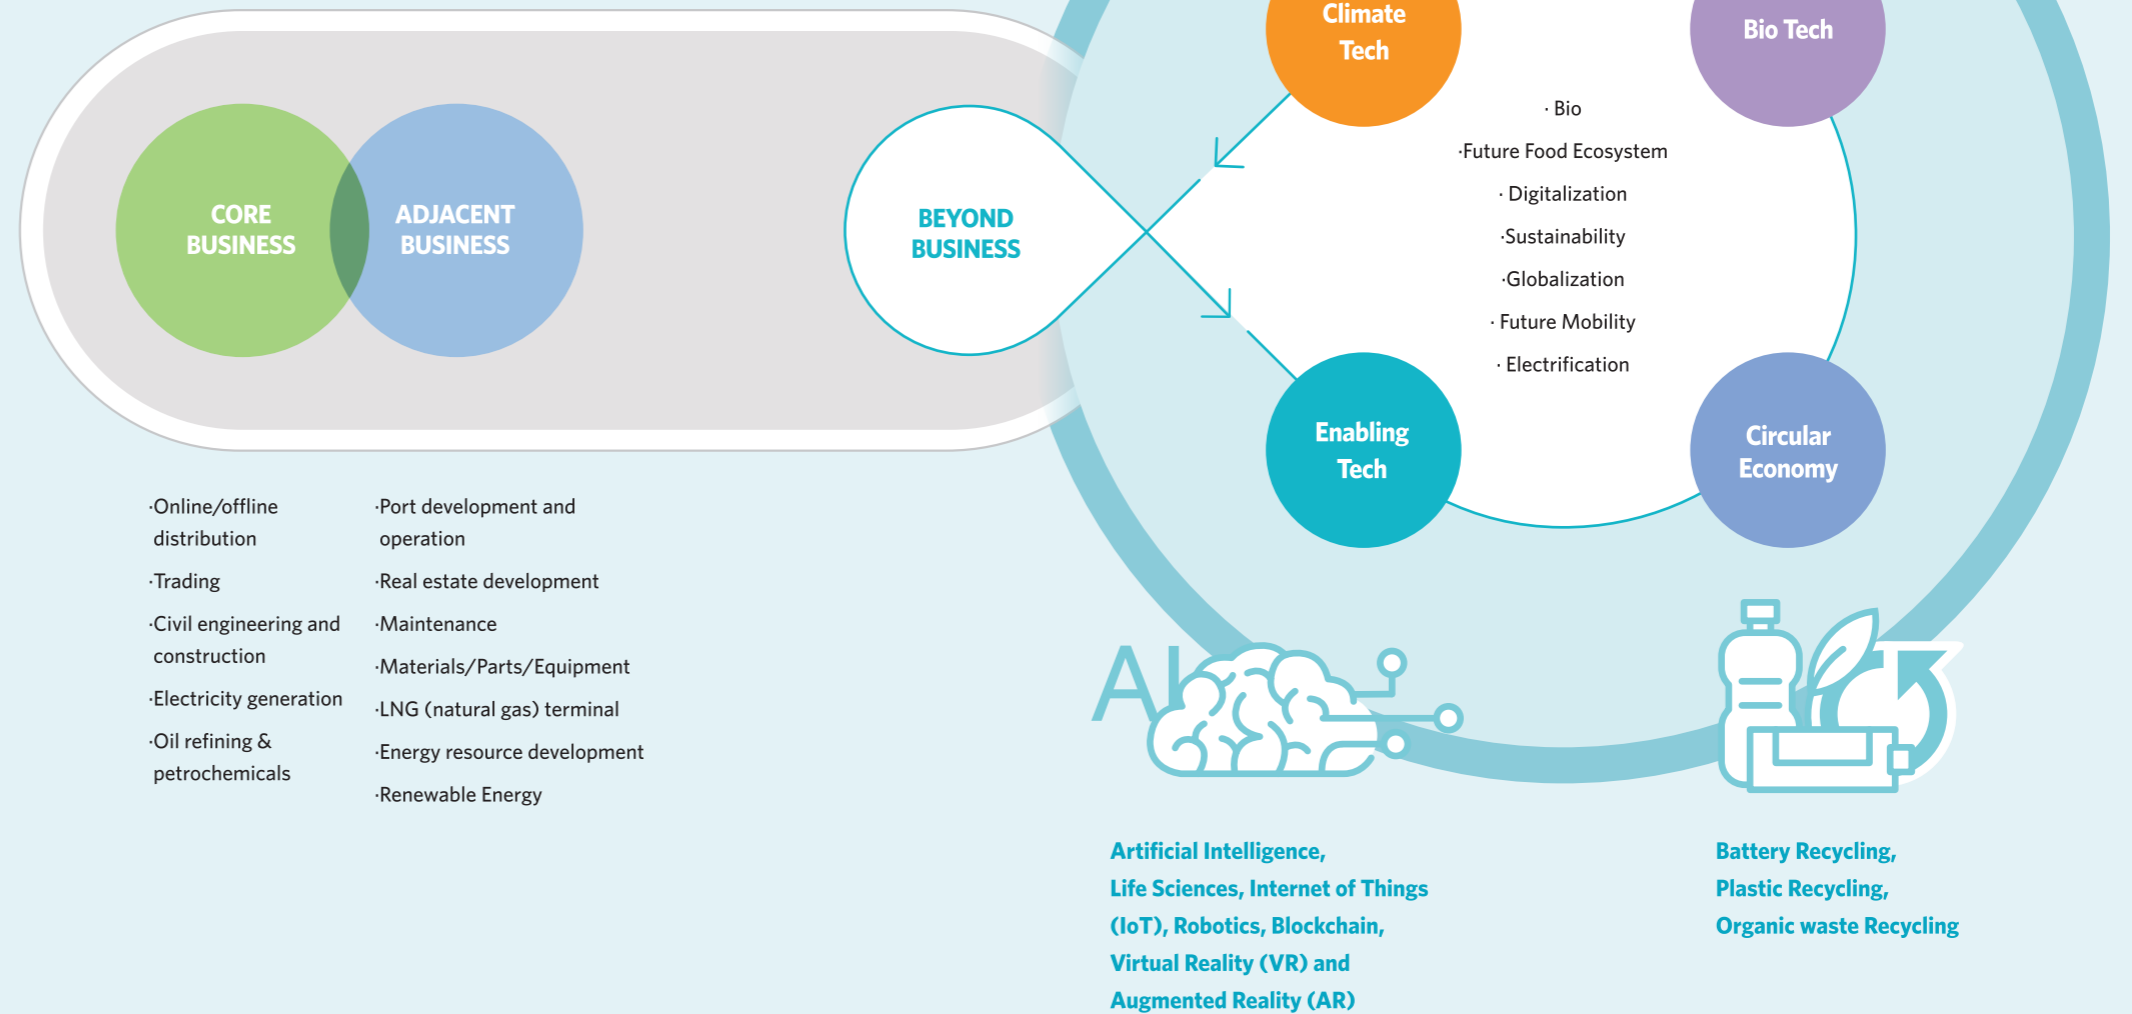 Climate
Tech
Bio Tech
CORE
BUSINESS
ADJACENT
BUSINESS
BEYOND
BUSINESS
· Bio
·Future Food Ecosystem
· Digitalization
·Sustainability
·Globalization
· Future Mobility
· Electrification
Enabling
Tech
Circular
Economy
·Online/offline
distribution
·Trading
·Civil engineering and
construction
·Electricity generation
·Oil refining &
petrochemicals
·Port development and
operation
·Real estate development
·Maintenance
·Materials/Parts/Equipment
·LNG (natural gas) terminal
·Energy resource development
·Renewable Energy
AI
Artificial Intelligence,
Life Sciences, Internet of Things
(IoT), Robotics, Blockchain,
Virtual Reality (VR) and
Augmented Reality (AR)
Battery Recycling,
Plastic Recycling,
Organic waste Recycling